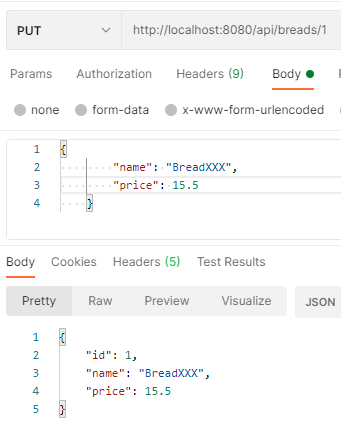 PUT http://localhost:8080/api/breads/1
Params Authorization Headers (9) Body
none form-data x-www-form-urlencoded
1 {
2 "name": "BreadXXX",
3 "price": 15.5
4 }
Body Cookies Headers (5) Test Results
Pretty Raw Preview Visualize JSON
1 {
2 "id": 1,
3 "name": "BreadXXX",
4 "price": 15.5
5 }